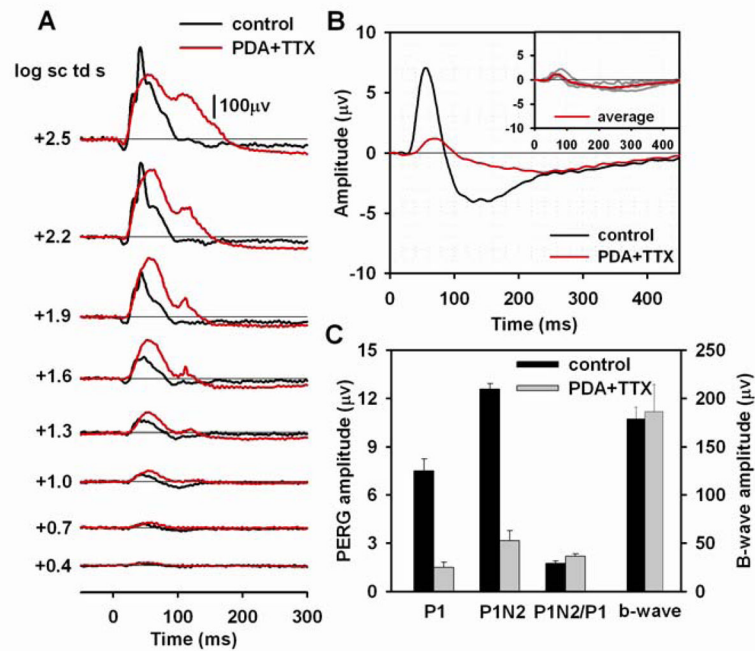 A
control
PDA+TTX
log sc td s
100μv
+2.5
+2.2
+1.9
+1.6
+1.3
+1.0
+0.7
+0.4
0 100 200 300
Time (ms)
B
10
5
0
-5
-10
Amplitude (μv)
0 100 200 300 400
Time (ms)
control
PDA+TTX
5
0
-5
-10
average
0 100 200 300 400
C
control
PDA+TTX
15
12
9
6
3
0
PERG amplitude (μv)
250
200
150
100
50
0
B-wave amplitude (μv)
P1 P1N2 P1N2/P1 b-wave